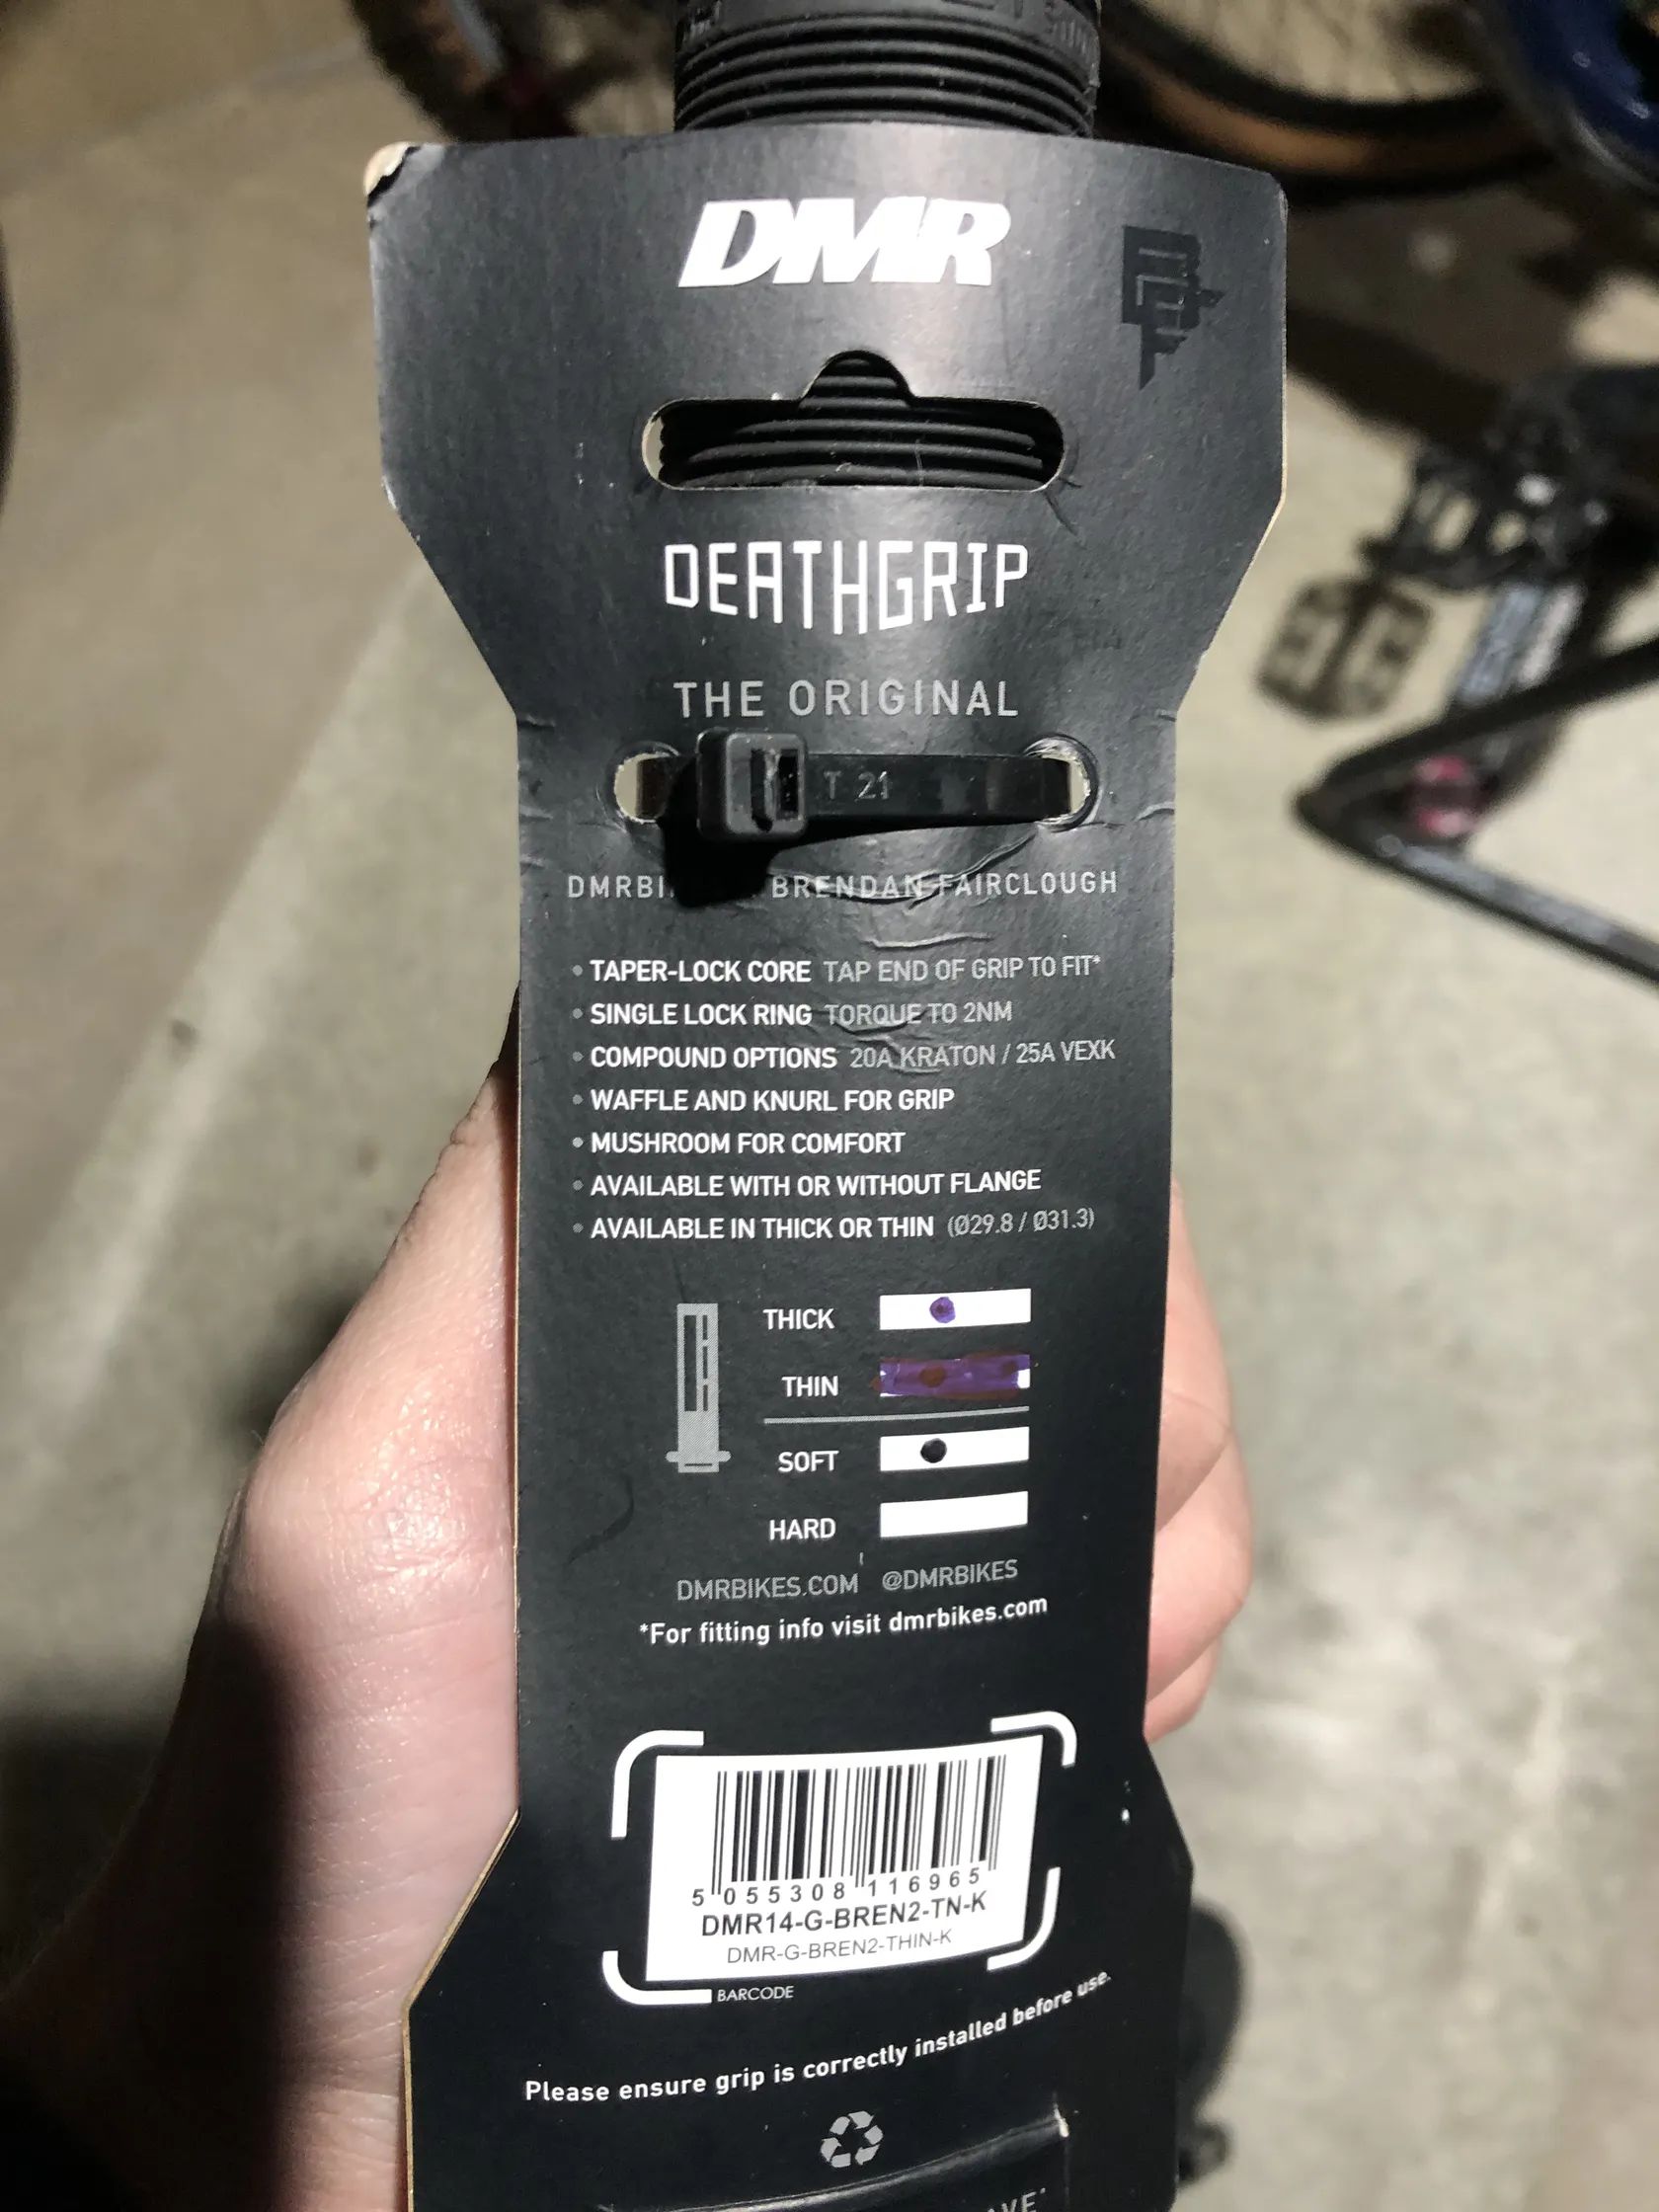 DMR
DEATHGRIP
THE ORIGINAL
T 21
BRENDAN FAIRCLOUGH
• TAPER-LOCK CORE TAP END OF GRIP TO FIT*
• SINGLE LOCK RING TORQUE TO 2NM
• COMPOUND OPTIONS 20A KRATON / 25A VEXK
• WAFFLE AND KNURL FOR GRIP
• MUSHROOM FOR COMFORT
• AVAILABLE WITH OR WITHOUT FLANGE
• AVAILABLE IN THICK OR THIN (Ø29.8 / Ø31.3)
THICK
THIN
SOFT
HARD
DMRBIKES.COM @DMRBIKES
*For fitting info visit dmrbikes.com
5 055308 116965
DMR14-G-BREN2-TN-K
DMR-G-BREN2-THIN-K
BARCODE
Please ensure grip is correctly installed before use.